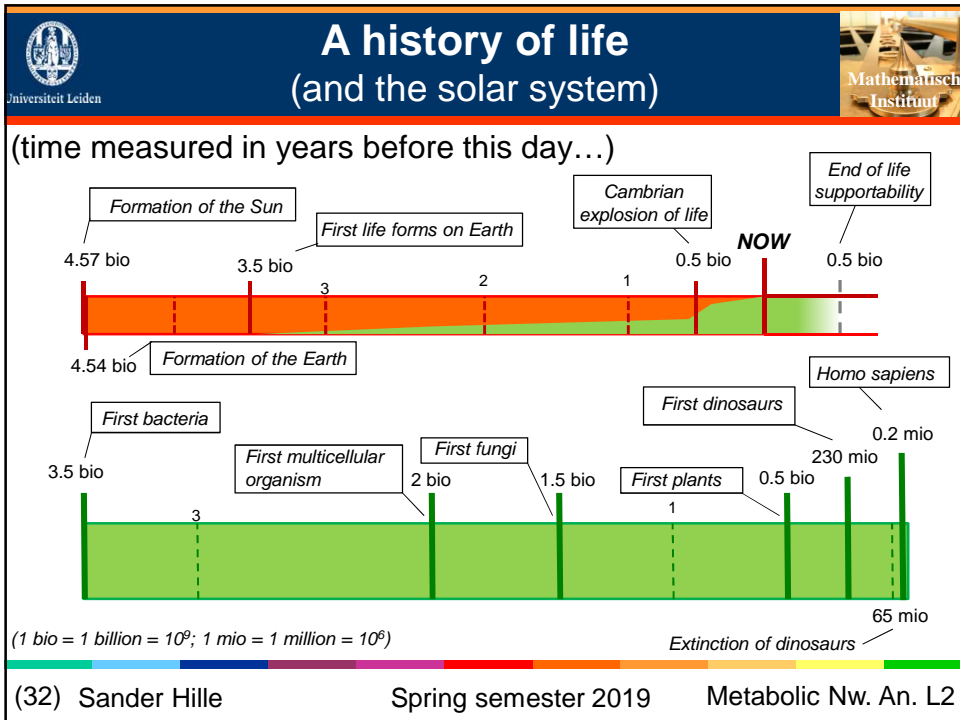 A history of life
(and the solar system)
Universiteit Leiden
Mathematisch
Instituut
(time measured in years before this day…)
Formation of the Sun
First life forms on Earth
Cambrian
explosion of life
End of life
supportability
NOW
4.57 bio
3.5 bio
0.5 bio
0.5 bio
3
2
1
4.54 bio
Formation of the Earth
Homo sapiens
First dinosaurs
First bacteria
0.2 mio
230 mio
First multicellular
organism
First fungi
First plants
3.5 bio
2 bio
1.5 bio
0.5 bio
3
1
65 mio
(1 bio = 1 billion = 10⁹; 1 mio = 1 million = 10⁶)
Extinction of dinosaurs
(32) Sander Hille Spring semester 2019 Metabolic Nw. An. L2